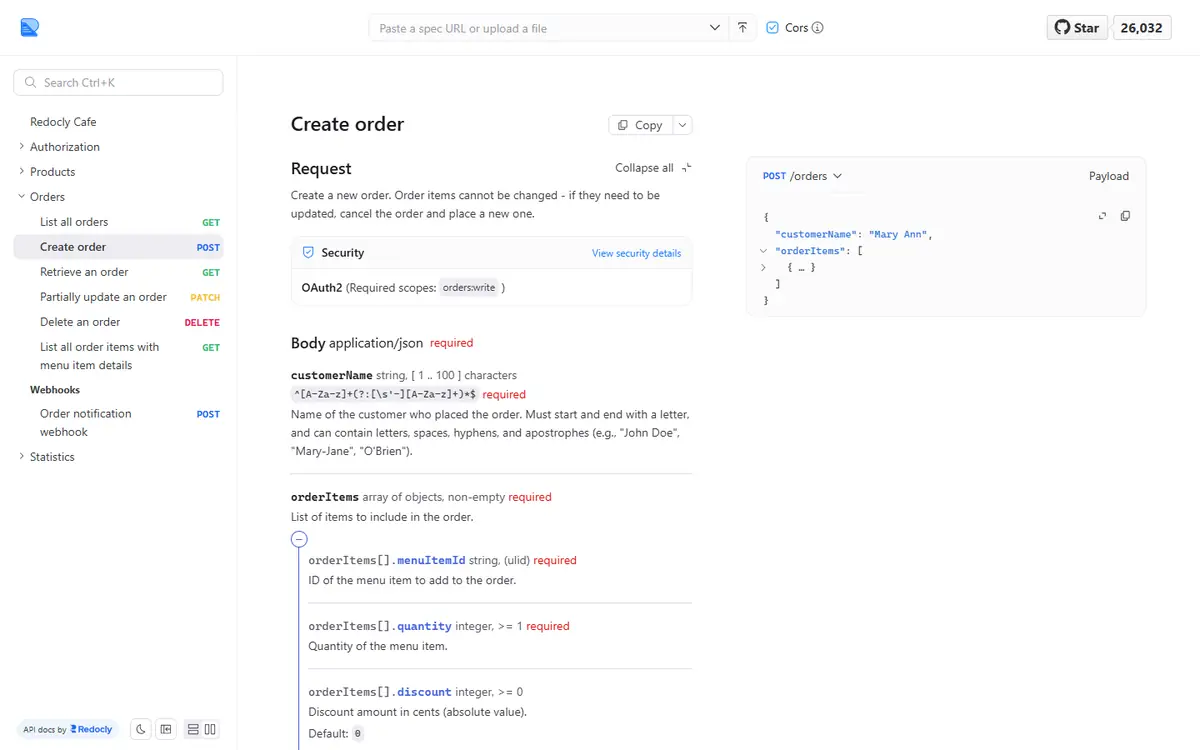 Paste a spec URL or upload a file
Cors
Star
26,032
Search Ctrl+K
Redocly Cafe
Authorization
Products
Orders
List all orders GET
Create order POST
Retrieve an order GET
Partially update an order PATCH
Delete an order DELETE
List all order items with GET
menu item details
Webhooks
Order notification POST
webhook
Statistics
API docs by Redocly
Create order
Copy
Request
Collapse all
Create a new order. Order items cannot be changed - if they need to be
updated, cancel the order and place a new one.
Security
View security details
OAuth2 (Required scopes: orders:write )
Body application/json required
customerName string, [ 1 .. 100 ] characters
^[A-Za-z]+(?:[\s'-][A-Za-z]+)*$ required
Name of the customer who placed the order. Must start and end with a letter,
and can contain letters, spaces, hyphens, and apostrophes (e.g., "John Doe",
"Mary-Jane", "O'Brien").
orderItems array of objects, non-empty required
List of items to include in the order.
orderItems[].menuItemId string, (ulid) required
ID of the menu item to add to the order.
orderItems[].quantity integer, >= 1 required
Quantity of the menu item.
orderItems[].discount integer, >= 0
Discount amount in cents (absolute value).
Default: 0
POST /orders
Payload
{
"customerName": "Mary Ann",
"orderItems": [
{ … }
]
}